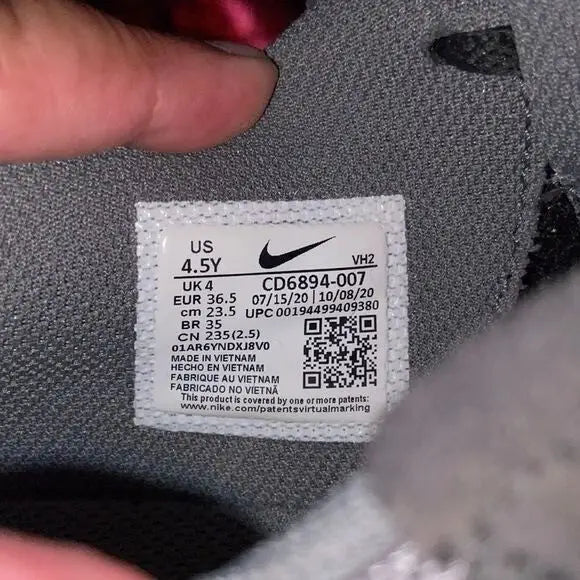 US
4.5Y
VH2
UK 4
CD6894-007
EUR 36.5
07/15/20 | 10/08/20
cm 23.5
UPC 00194499409380
BR 35
CN 235(2.5)
01AR6YNDXJ8V0
MADE IN VIETNAM
HECHO EN VIETNAM
FABRIQUE AU VIETNAM
FABRICADO NO VIETNÃ
This product is covered by one or more patents:
www.nike.com/patentsvirtualmarking